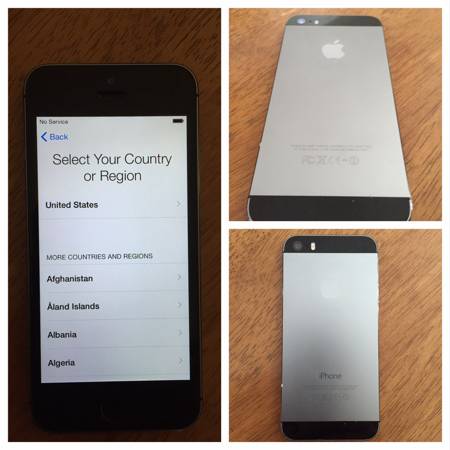 No Service
Back
Select Your Country
or Region
United States
MORE COUNTRIES AND REGIONS
Afghanistan
Åland Islands
Albania
Algeria
iPhone